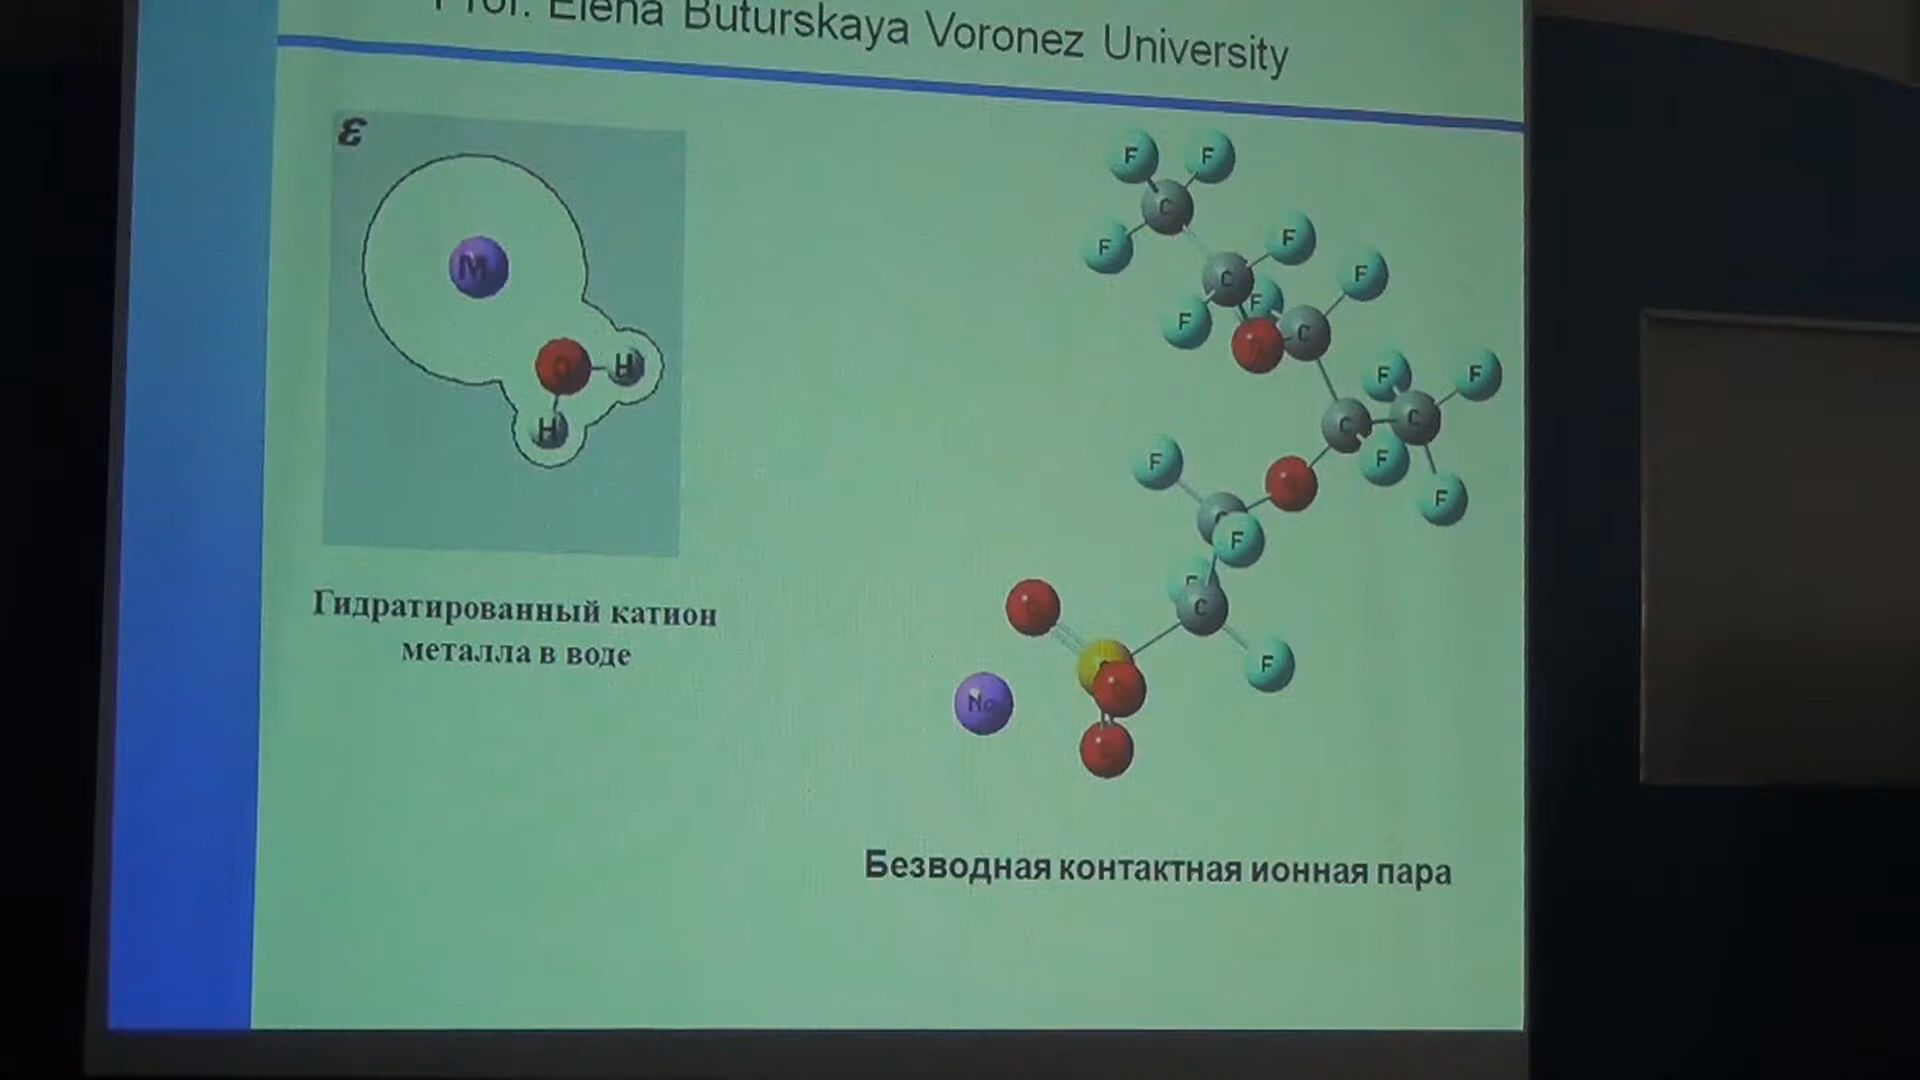 Prof. Elena Buturskaya Voronez University
ε
M
O H
H
Гидратированный катион
металла в воде
F F
C
F
F
C
F
F
F
C
F
F
C
C
F
F
F
F
F
C
F
Na
Безводная контактная ионная пара